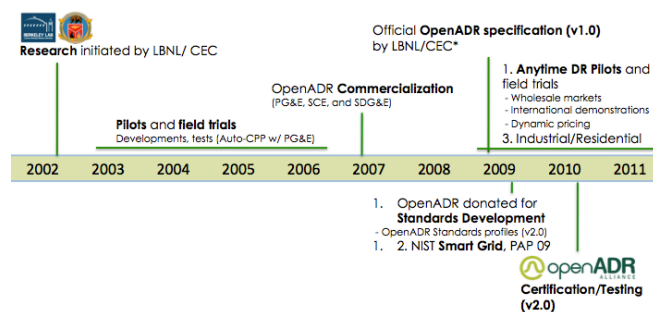 BERKELEY LAB
Research initiated by LBNL/ CEC
Official OpenADR specification (v1.0)
by LBNL/CEC*
OpenADR Commercialization
(PG&E, SCE, and SDG&E)
1. Anytime DR Pilots and
field trials
- Wholesale markets
- International demonstrations
- Dynamic pricing
3. Industrial/Residential
Pilots and field trials
Developments, tests (Auto-CPP w/ PG&E)
2002 2003 2004 2005 2006 2007 2008 2009 2010 2011
1. OpenADR donated for
Standards Development
- OpenADR Standards profiles (v2.0)
1. 2. NIST Smart Grid, PAP 09
openADR
ALLIANCE
Certification/Testing
(v2.0)